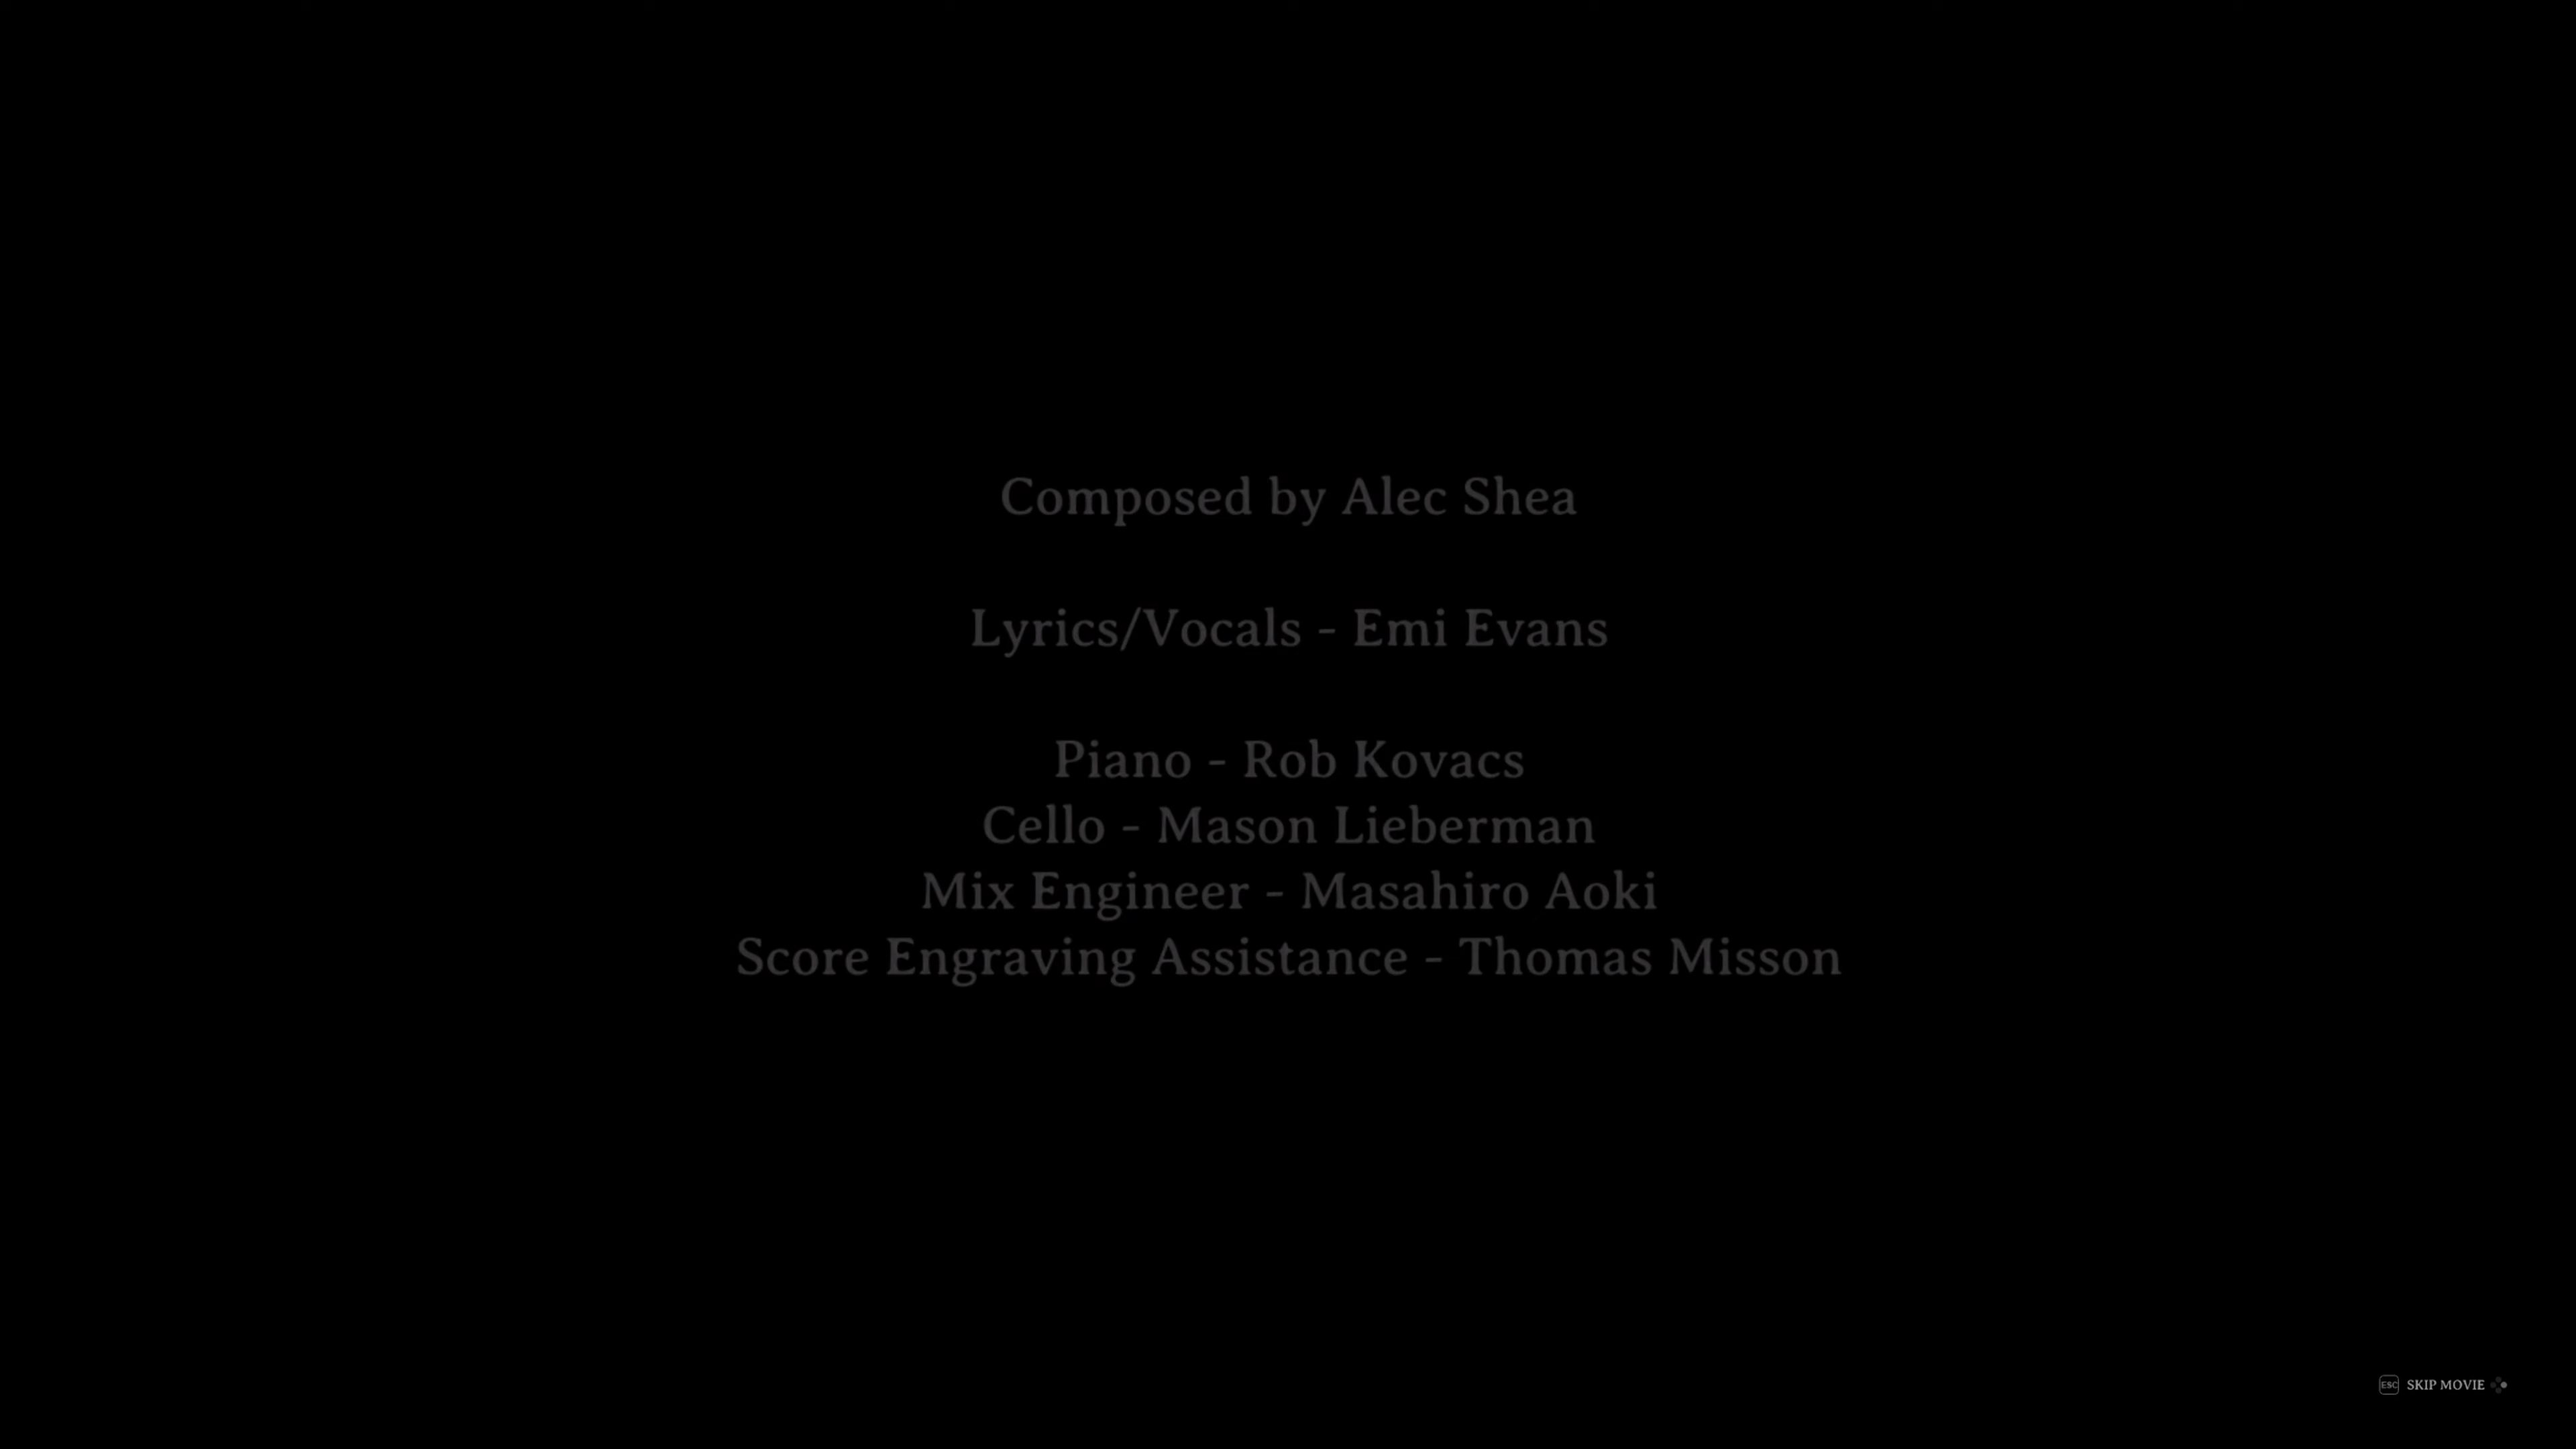 Composed by Alec Shea
Lyrics/Vocals - Emi Evans
Piano - Rob Kovacs
Cello - Mason Lieberman
Mix Engineer - Masahiro Aoki
Score Engraving Assistance - Thomas Misson
ESC SKIP MOVIE